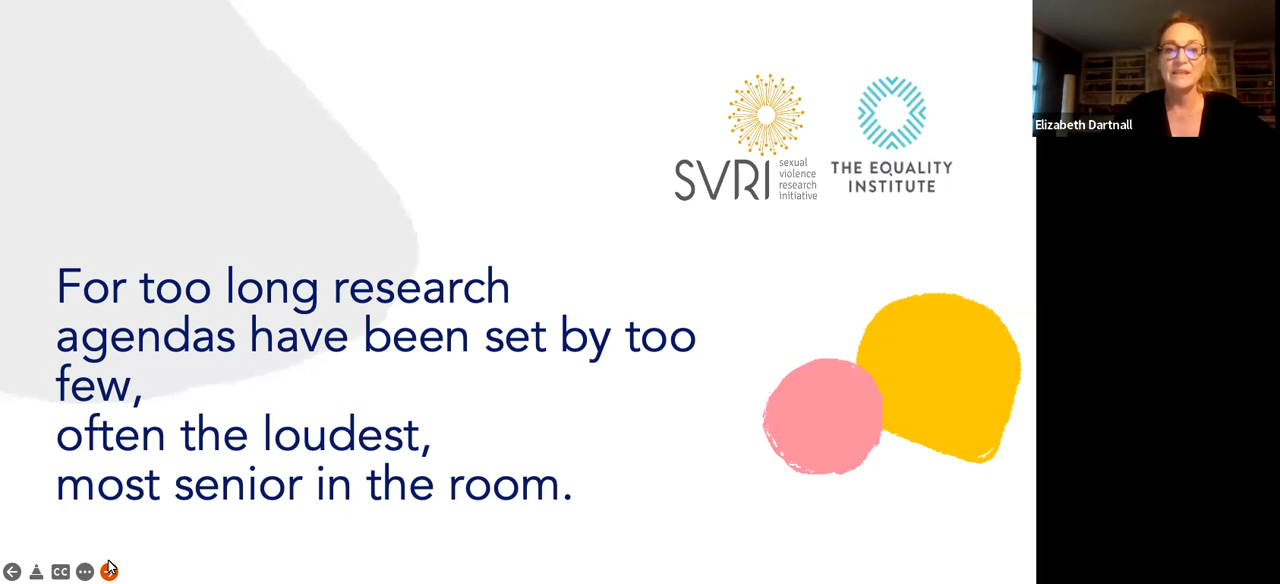 SVRI
sexual
violence
research
initiative
THE EQUALITY
INSTITUTE
Elizabeth Dartnall
For too long research
agendas have been set by too
few,
often the loudest,
most senior in the room.
CC